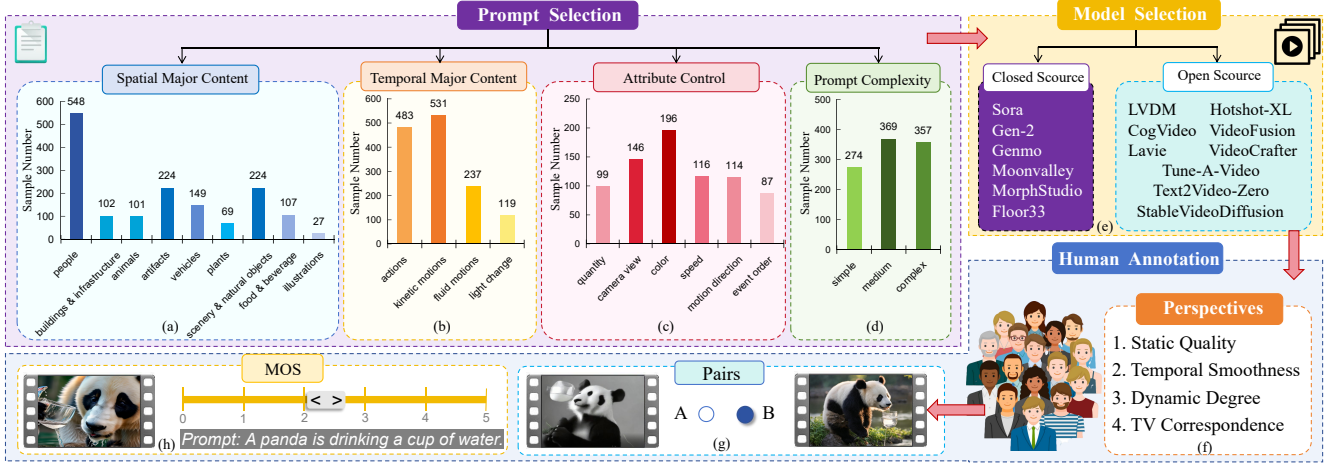 Prompt Selection
Spatial Major Content
Sample Number
600
500
400
300
200
100
0
548
102
101
224
149
69
224
107
27
people
buildings & infrastructure
animals
artifacts
vehicles
plants
scenery & natural objects
food & beverage
illustrations
(a)
Temporal Major Content
Sample Number
600
500
400
300
200
100
0
483
531
237
119
actions
kinetic motions
fluid motions
light change
(b)
Attribute Control
Sample Number
250
200
150
100
50
0
99
146
196
116
114
87
quantity
camera view
color
speed
motion direction
event order
(c)
Prompt Complexity
Sample Number
500
400
300
200
100
0
274
369
357
simple
medium
complex
(d)
Model Selection
Closed Scource
Sora
Gen-2
Genmo
Moonvalley
MorphStudio
Floor33
Open Scource
LVDM Hotshot-XL
CogVideo VideoFusion
Lavie VideoCrafter
Tune-A-Video
Text2Video-Zero
StableVideoDiffusion
(e)
Human Annotation
Perspectives
1. Static Quality
2. Temporal Smoothness
3. Dynamic Degree
4. TV Correspondence
(f)
MOS
< >
0 1 2 3 4 5
Prompt: A panda is drinking a cup of water.
(h)
Pairs
A B
(g)